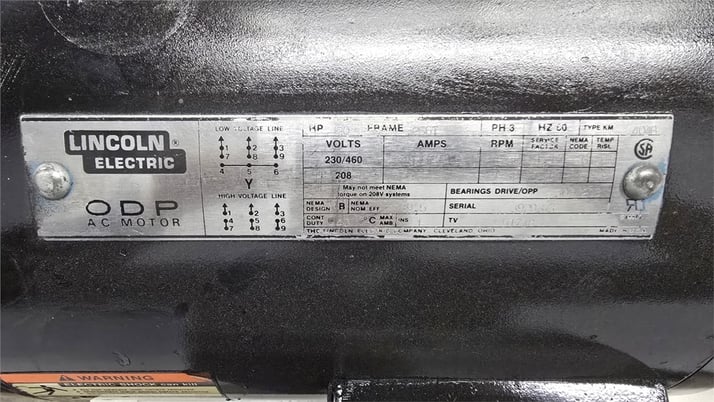 LINCOLN
ELECTRIC
ODP
AC MOTOR
LOW VOLTAGE LINE
1 2 3
7 8 9
4 5 6
Y
HIGH VOLTAGE LINE
1 2 3
4 5 6
7 8 9
HP FRAME PH 3 HZ 60 TYPE KM
VOLTS AMPS RPM SERVICE FACTOR NEMA CODE TEMP RISE
230/460
208
May not meet NEMA
torque on 208V systems
BEARINGS DRIVE/OPP
NEMA DESIGN B NEMA NOM EFF SERIAL
CONT DUTY °C MAX AMB INS TV
THE LINCOLN ELECTRIC COMPANY CLEVELAND, OHIO MADE IN
WARNING
ELECTRIC SHOCK can kill